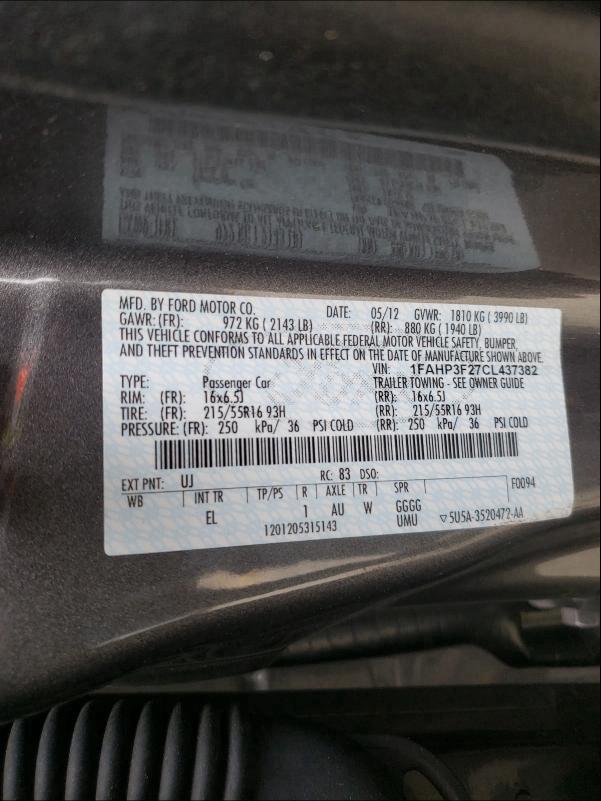 MFD. BY FORD MOTOR CO. DATE: 05/12 GVWR: 1810 KG ( 3990 LB)
GAWR: (FR): 972 KG ( 2143 LB) (RR): 880 KG ( 1940 LB)
THIS VEHICLE CONFORMS TO ALL APPLICABLE FEDERAL MOTOR VEHICLE SAFETY, BUMPER,
AND THEFT PREVENTION STANDARDS IN EFFECT ON THE DATE OF MANUFACTURE SHOWN ABOVE.
VIN: 1FAHP3F27CL437382
TYPE: Passenger Car TRAILER TOWING - SEE OWNER GUIDE
RIM: (FR): 16x6.5J (RR): 16x6.5J
TIRE: (FR): 215/55R16 93H (RR): 215/55R16 93H
PRESSURE: (FR): 250 kPa/ 36 PSI COLD (RR): 250 kPa/ 36 PSI COLD
EXT PNT: UJ RC: 83 DSO: F0094
WB INT TR TP/PS R AXLE TR SPR
EL 1 AU W GGGG
1201205315143 UMU ▽5U5A-3520472-AA